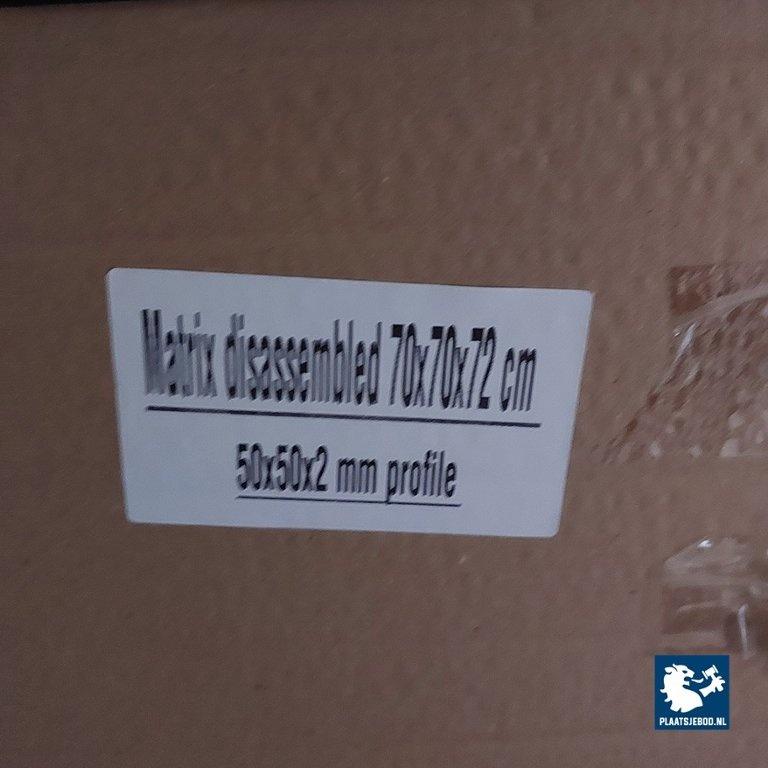 Matrix disassembled 70x70x72 cm
50x50x2 mm profile
PLAATSJEBOD.NL